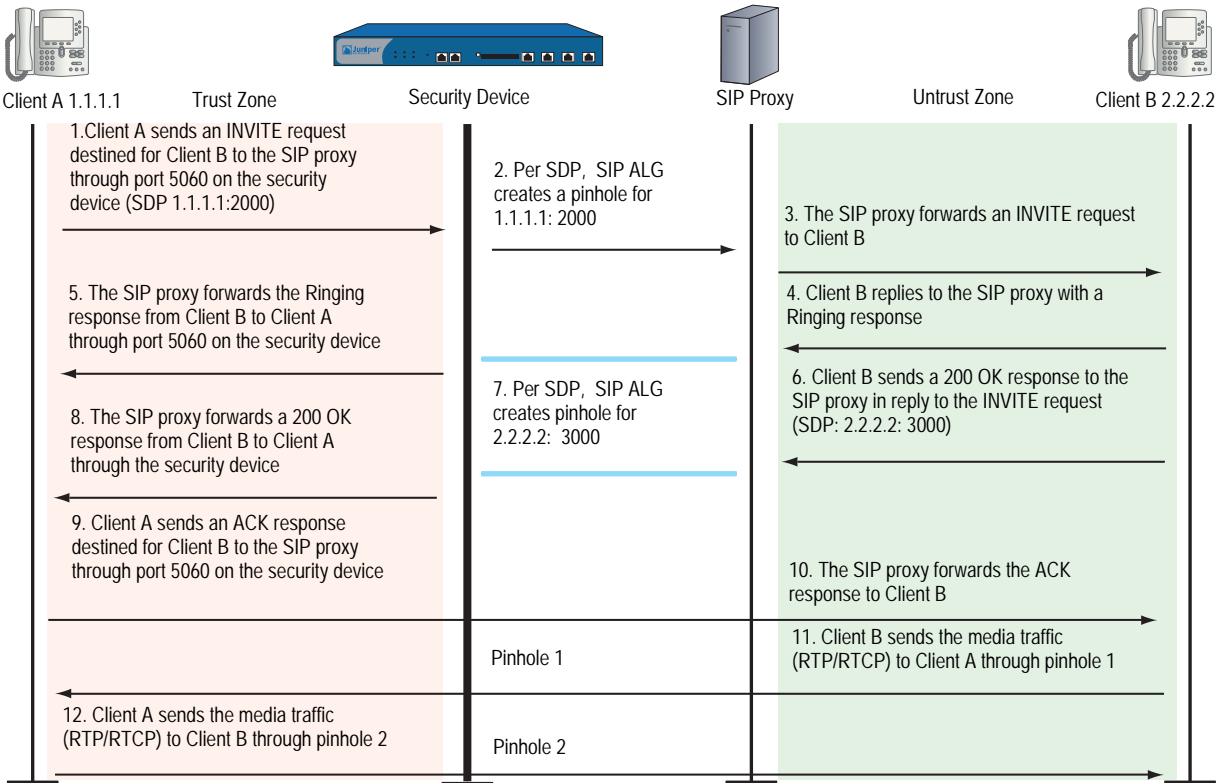 Juniper
Client A 1.1.1.1
Trust Zone
Security Device
SIP Proxy
Untrust Zone
Client B 2.2.2.2
1.Client A sends an INVITE request
destined for Client B to the SIP proxy
through port 5060 on the security
device (SDP 1.1.1.1:2000)
2. Per SDP, SIP ALG
creates a pinhole for
1.1.1.1: 2000
3. The SIP proxy forwards an INVITE request
to Client B
4. Client B replies to the SIP proxy with a
Ringing response
5. The SIP proxy forwards the Ringing
response from Client B to Client A
through port 5060 on the security device
6. Client B sends a 200 OK response to the
SIP proxy in reply to the INVITE request
(SDP: 2.2.2.2: 3000)
7. Per SDP, SIP ALG
creates pinhole for
2.2.2.2: 3000
8. The SIP proxy forwards a 200 OK
response from Client B to Client A
through the security device
9. Client A sends an ACK response
destined for Client B to the SIP proxy
through port 5060 on the security device
10. The SIP proxy forwards the ACK
response to Client B
11. Client B sends the media traffic
(RTP/RTCP) to Client A through pinhole 1
Pinhole 1
12. Client A sends the media traffic
(RTP/RTCP) to Client B through pinhole 2
Pinhole 2